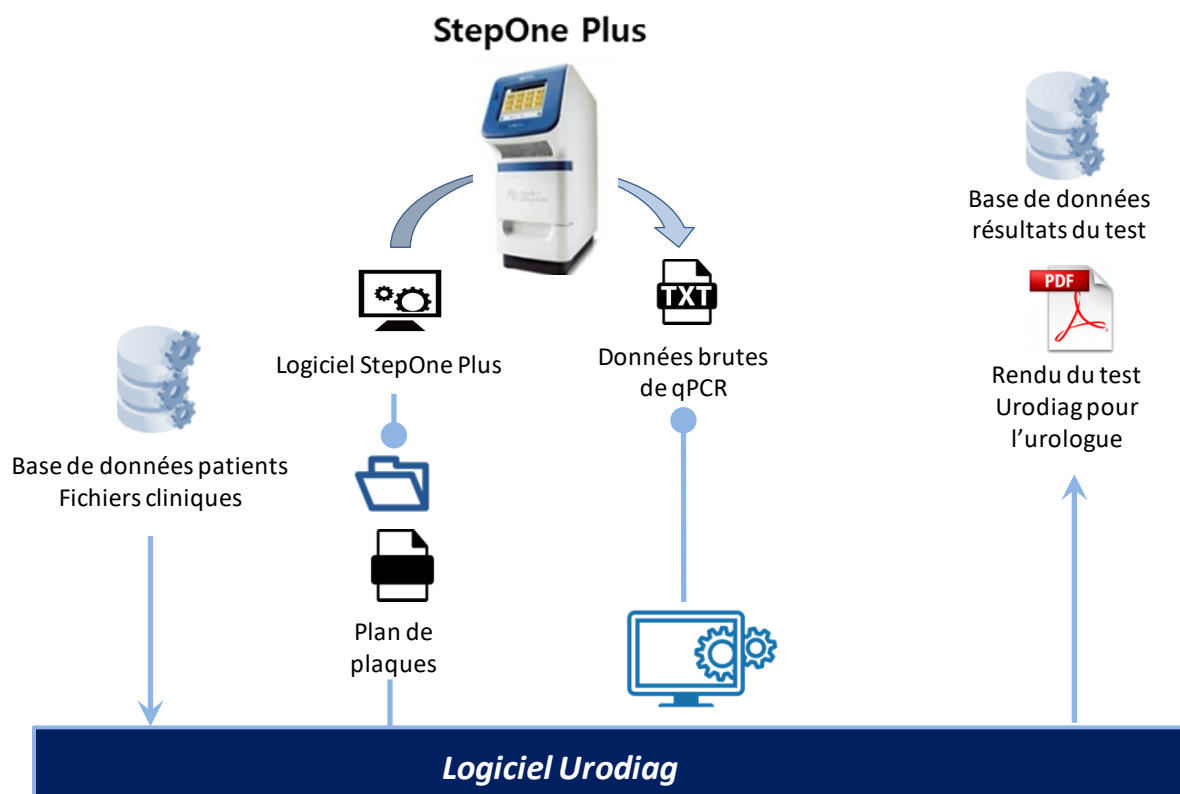 StepOne Plus
Base de données
résultats du test
PDF
TXT
Logiciel StepOne Plus
Données brutes
de qPCR
Rendu du test
Urodiag pour
l'urologue
Base de données patients
Fichiers cliniques
Plan de
plaques
Logiciel Urodiag